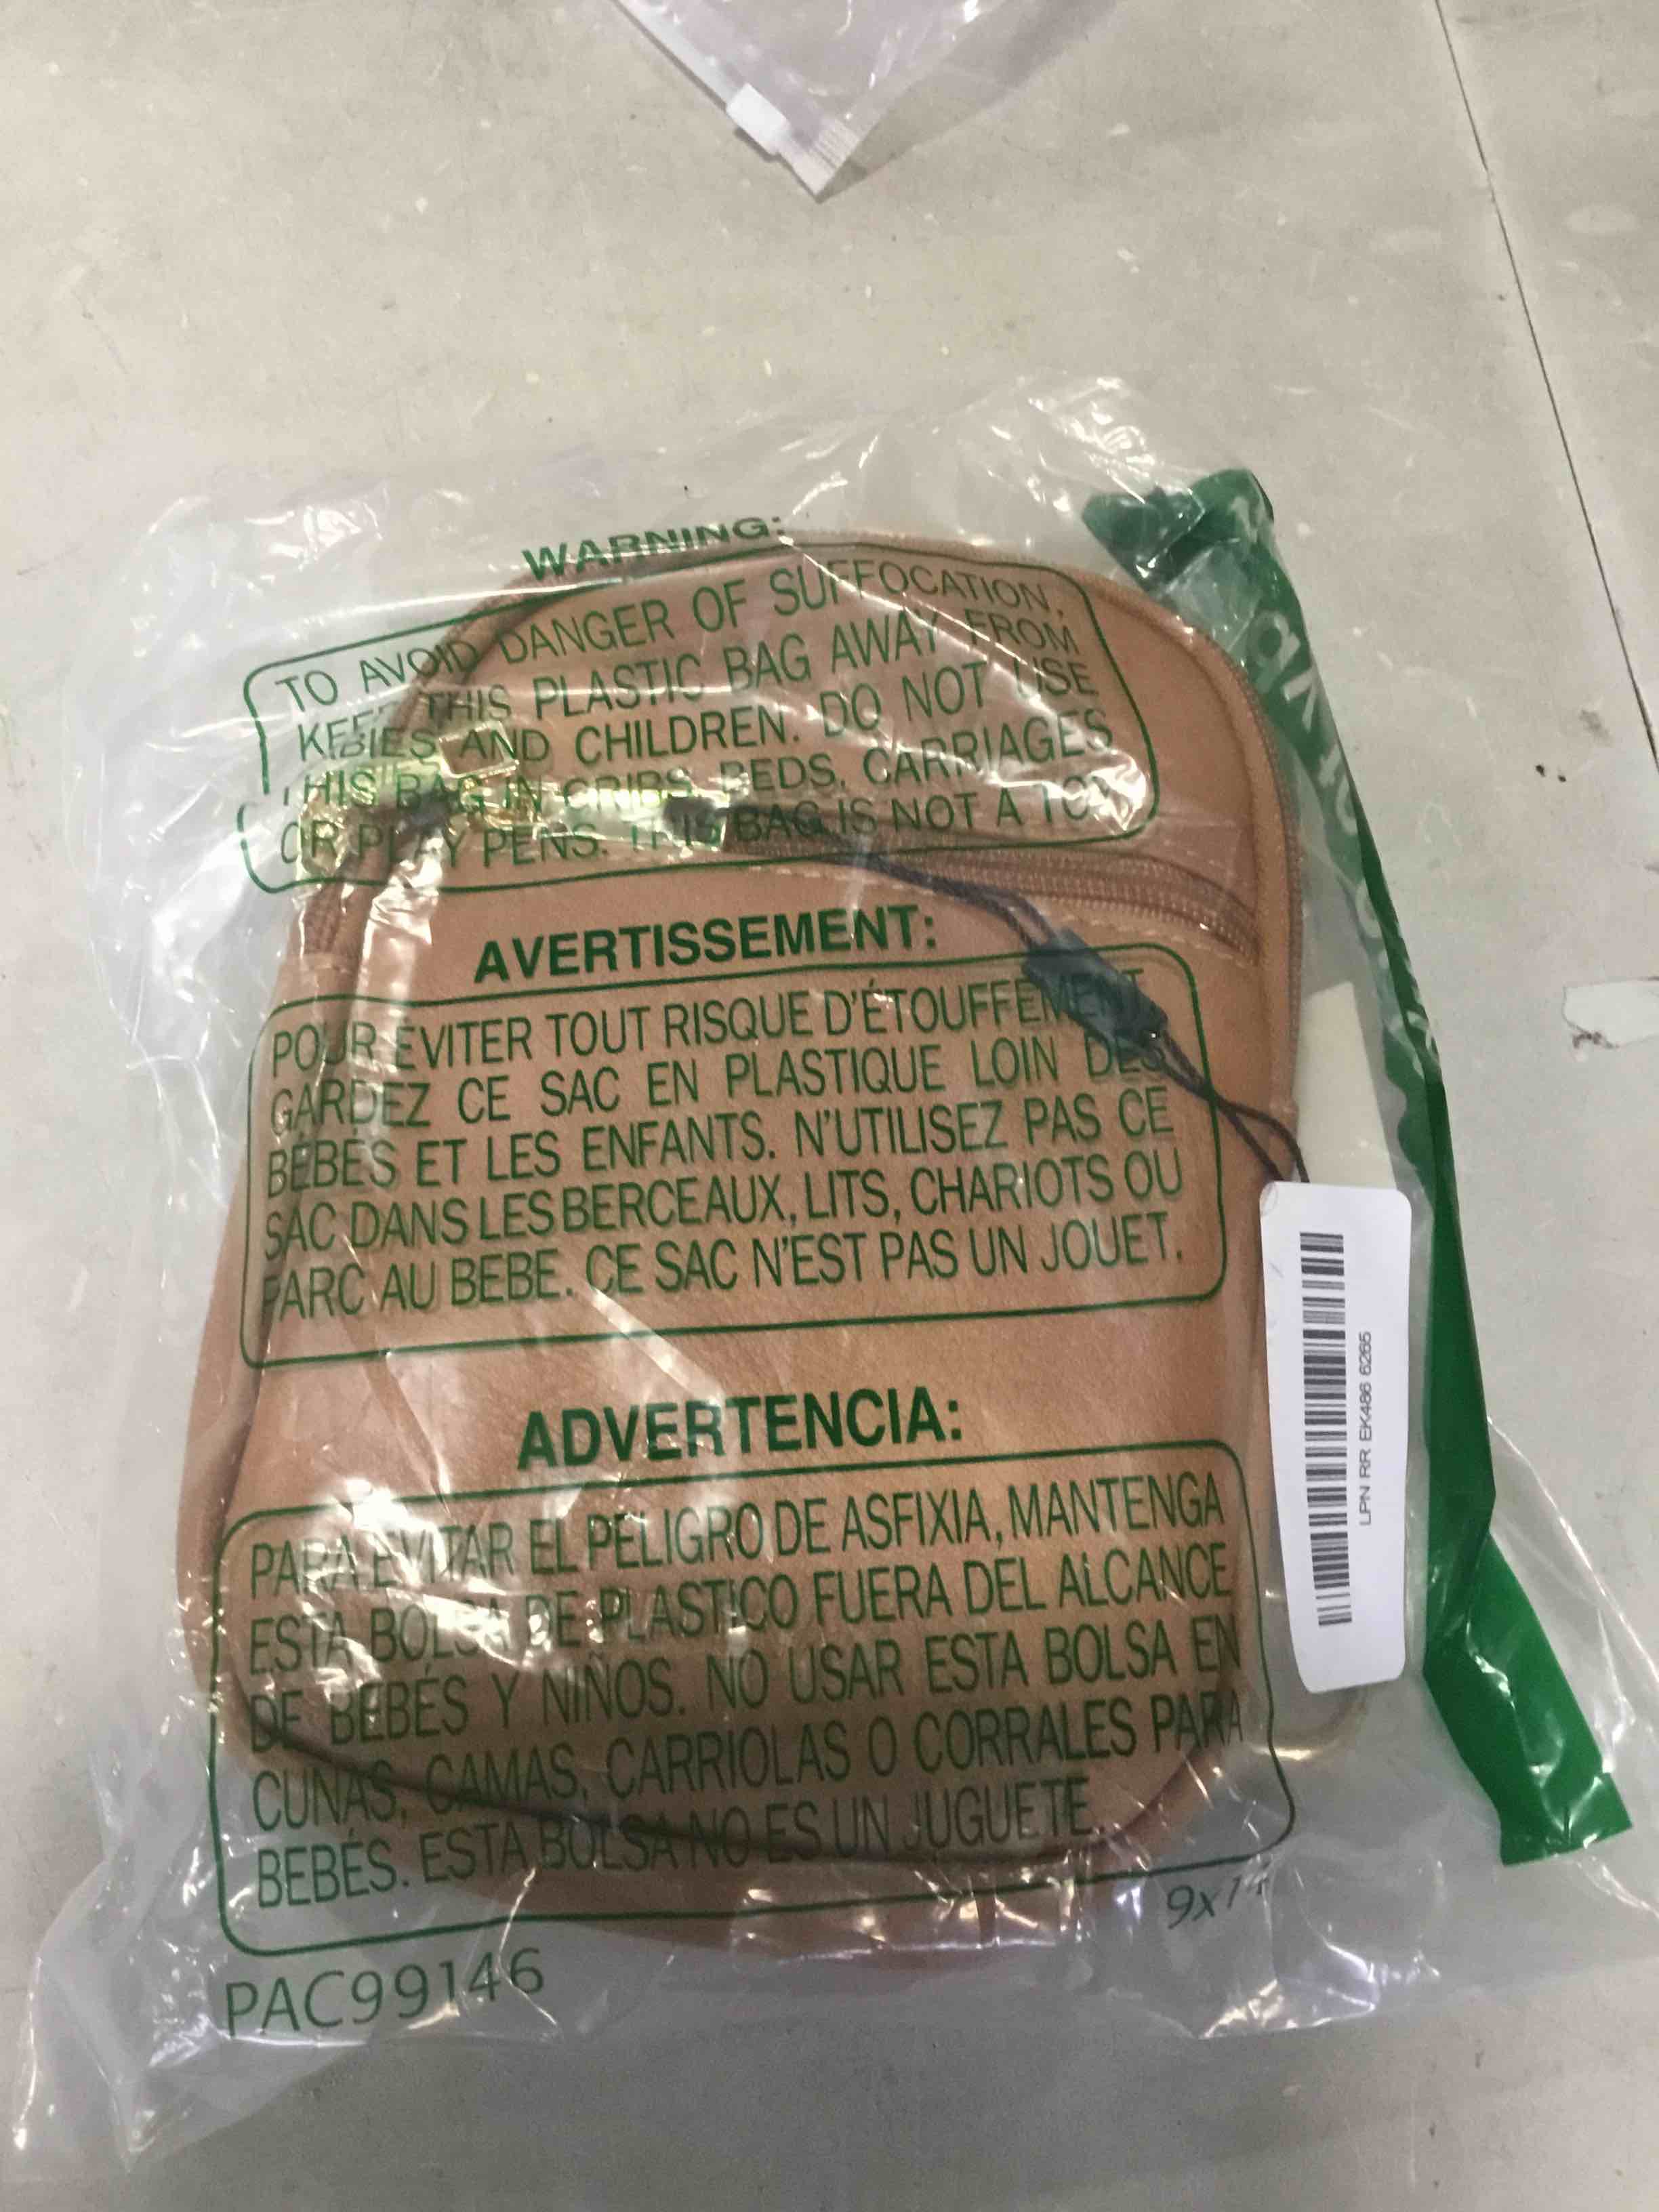 WARNING:
TO AVOID DANGER OF SUFFOCATION,
KEEP THIS PLASTIC BAG AWAY FROM
BIES AND CHILDREN. DO NOT USE
THIS BAG IN CRIBS, BEDS, CARRIAGES
OR PLAY PENS. THIS BAG IS NOT A TOY
AVERTISSEMENT:
POUR ÉVITER TOUT RISQUE D'ÉTOUFFEMENT
GARDEZ CE SAC EN PLASTIQUE LOIN DES
BÉBÉS ET LES ENFANTS. N'UTILISEZ PAS CE
SAC DANS LES BERCEAUX, LITS, CHARIOTS OU
PARC AU BEBE. CE SAC N'EST PAS UN JOUET.
ADVERTENCIA:
PARA EVITAR EL PELIGRO DE ASFIXIA, MANTENGA
ESTA BOLSA DE PLASTICO FUERA DEL ALCANCE
DE BEBÉS Y NIÑOS. NO USAR ESTA BOLSA EN
CUNAS, CAMAS, CARRIOLAS O CORRALES PARA
BEBÉS. ESTA BOLSA NO ES UN JUGUETE.
9x14
PAC99146
LPN RR EK486 6265